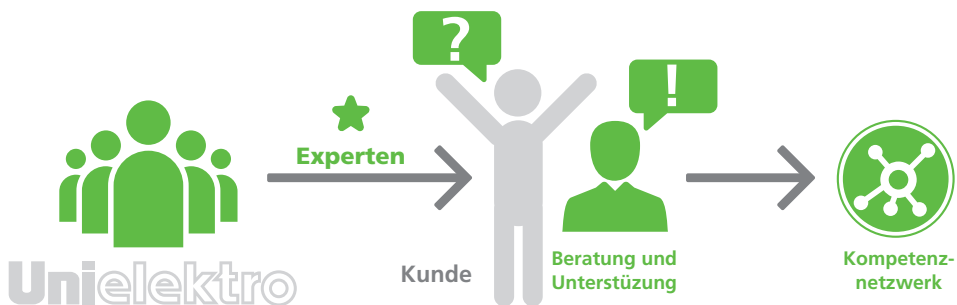 ?
!
Experten
Unielektro
Kunde
Beratung und
Unterstüzung
Kompetenz-
netzwerk